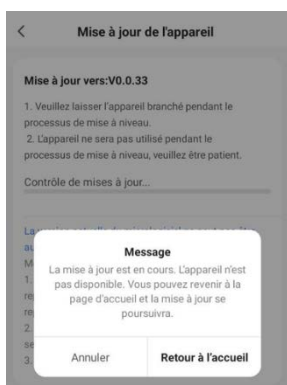 Mise à jour de l'appareil
Mise à jour vers:V0.0.33
1. Veuillez laisser l'appareil branché pendant le
processus de mise à niveau.
2. L'appareil ne sera pas utilisé pendant le
processus de mise à niveau, veuillez être patient.
Contrôle de mises à jour...
Message
La mise à jour est en cours. L'appareil n'est
pas disponible. Vous pouvez revenir à la
page d'accueil et la mise à jour se
poursuivra.
Annuler
Retour à l'accueil
1.
2.
3.